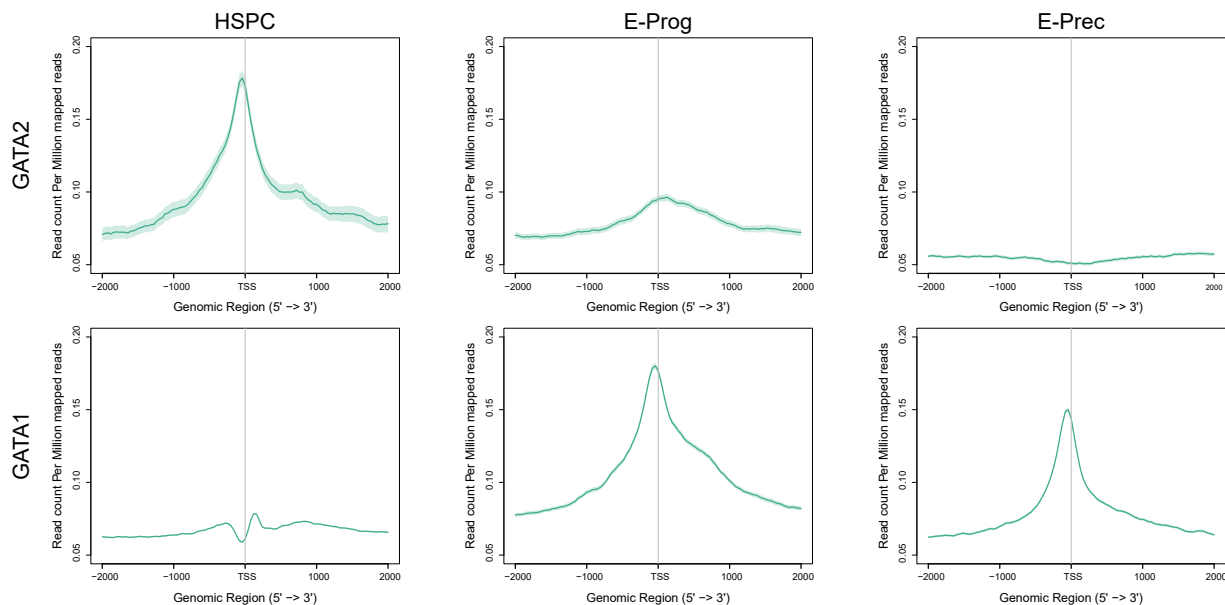 HSPC E-Prog E-Prec
GATA2
Read count Per Million mapped reads
0.20
0.15
0.10
0.05
−2000 −1000 TSS 1000 2000
Genomic Region (5' −> 3')
Read count Per Million mapped reads
0.20
0.15
0.10
0.05
−2000 −1000 TSS 1000 2000
Genomic Region (5' −> 3')
Read count Per Million mapped reads
0.20
0.15
0.10
0.05
−2000 −1000 TSS 1000 2000
Genomic Region (5' −> 3')
GATA1
Read count Per Million mapped reads
0.20
0.15
0.10
0.05
−2000 −1000 TSS 1000 2000
Genomic Region (5' −> 3')
Read count Per Million mapped reads
0.20
0.15
0.10
0.05
−2000 −1000 TSS 1000 2000
Genomic Region (5' −> 3')
Read count Per Million mapped reads
0.20
0.15
0.10
0.05
−2000 −1000 TSS 1000 2000
Genomic Region (5' −> 3')